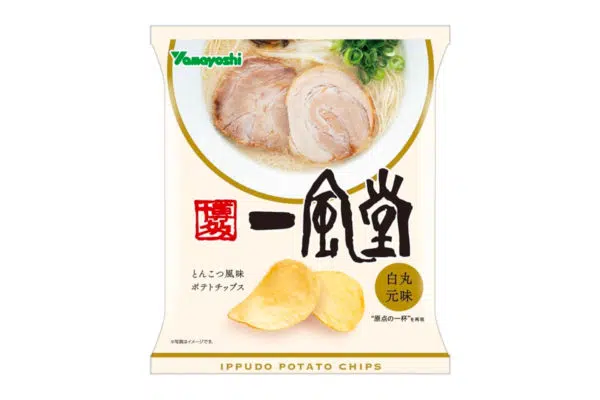 Yamayoshi
博多
一風堂
とんこつ風味
ポテトチップス
白丸
元味
"原点の一杯"を再現
※写真はイメージです。
IPPUDO POTATO CHIPS